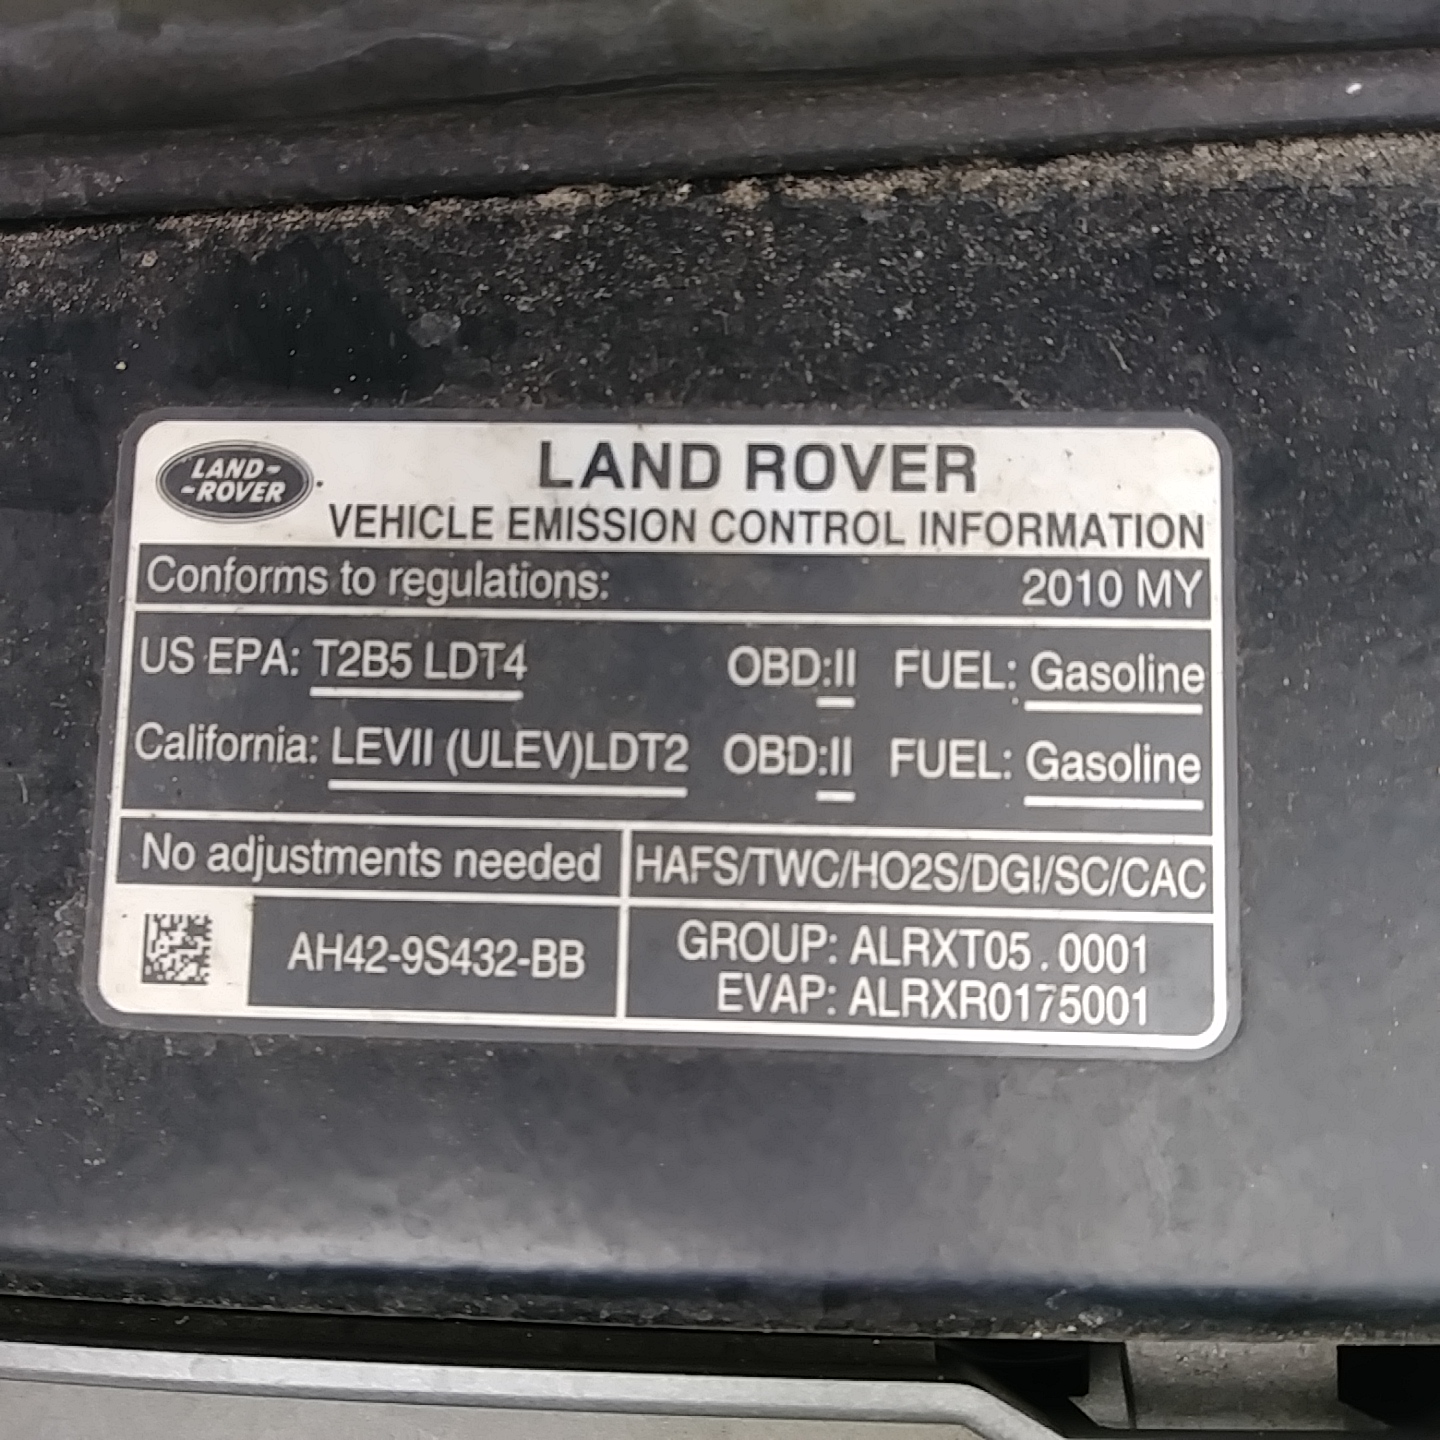 LAND-
-ROVER
LAND ROVER
VEHICLE EMISSION CONTROL INFORMATION
Conforms to regulations: 2010 MY
US EPA: T2B5 LDT4 OBD:II FUEL: Gasoline
California: LEVII (ULEV)LDT2 OBD:II FUEL: Gasoline
No adjustments needed HAFS/TWC/HO2S/DGI/SC/CAC
AH42-9S432-BB
GROUP: ALRXT05.0001
EVAP: ALRXR0175001